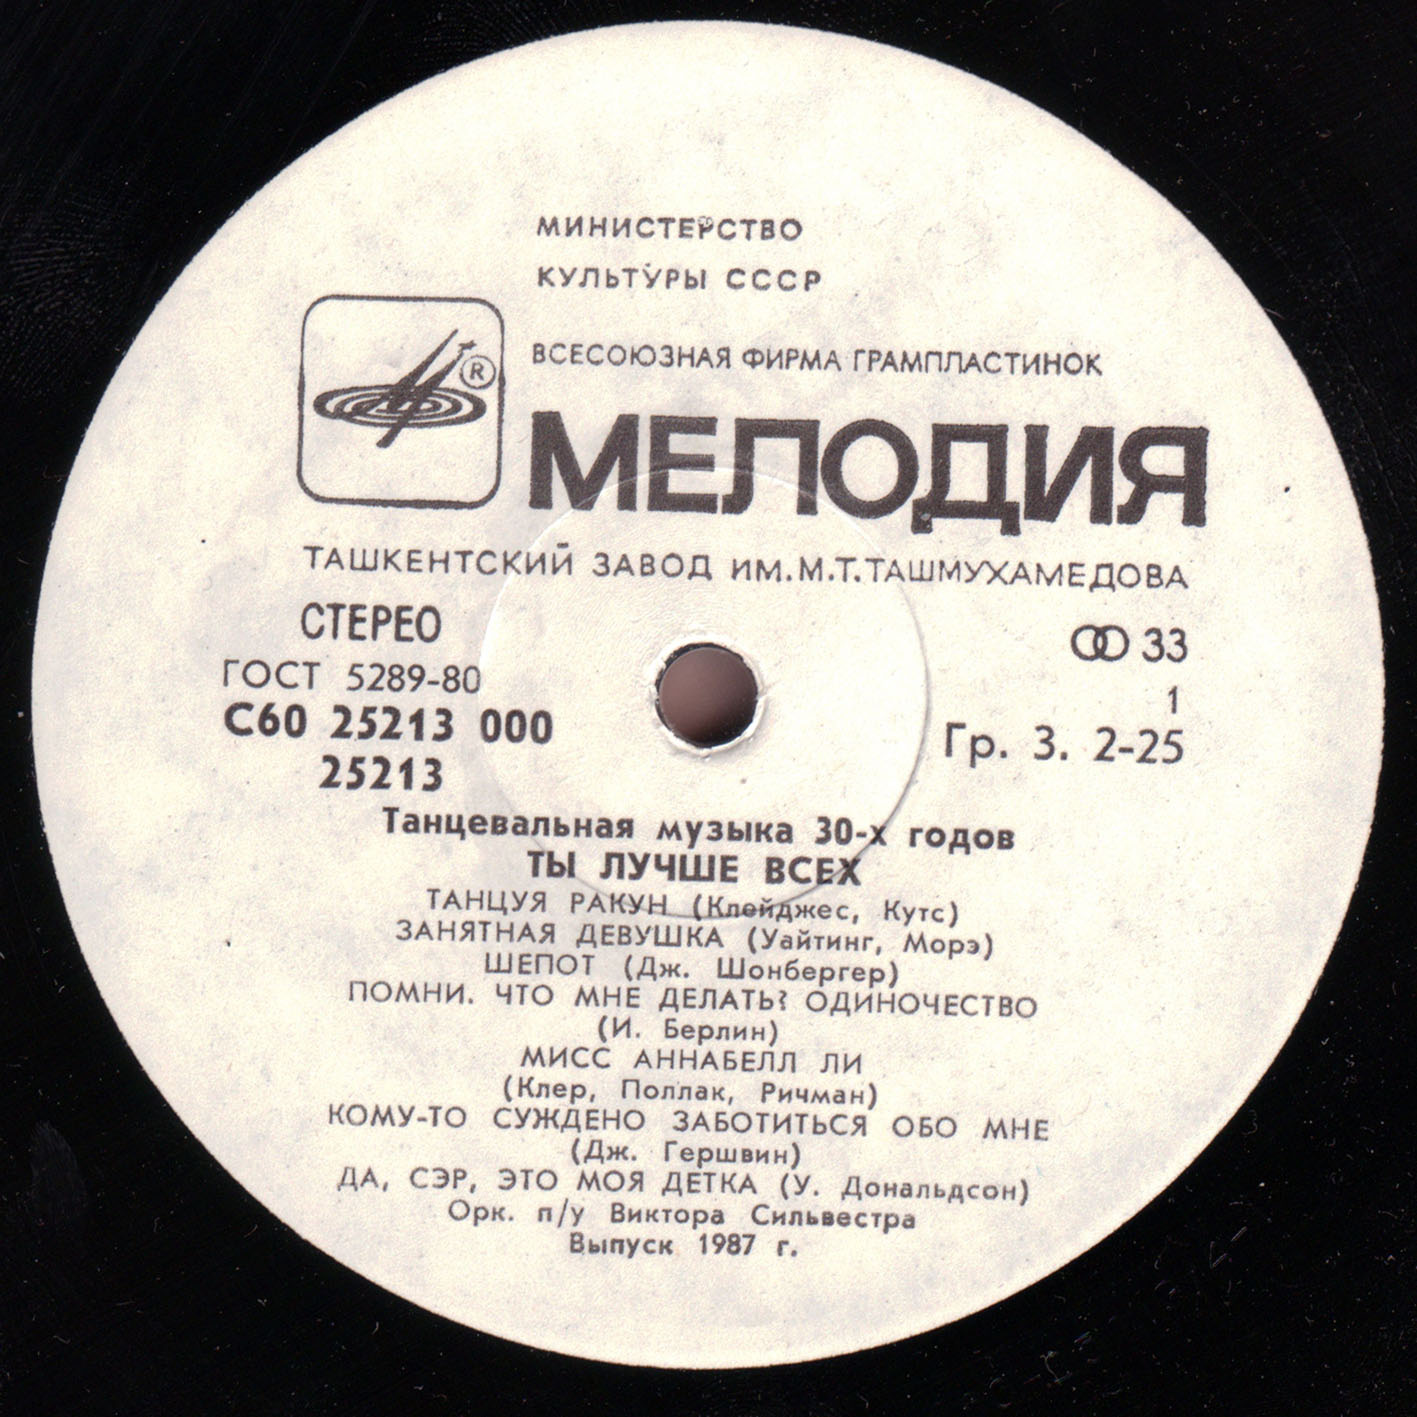 МИНИСТЕРСТВО
КУЛЬТУРЫ СССР
ВСЕСОЮЗНАЯ ФИРМА ГРАМПЛАСТИНОК
®
МЕЛОДИЯ
ТАШКЕНТСКИЙ ЗАВОД ИМ.М.Т.ТАШМУХАМЕДОВА
СТЕРЕО
33
ГОСТ 5289-80
1
С60 25213 000
Гр. 3. 2-25
25213
Танцевальная музыка 30-х годов
ТЫ ЛУЧШЕ ВСЕХ
ТАНЦУЯ РАКУН (Клейджес, Кутс)
ЗАНЯТНАЯ ДЕВУШКА (Уайтинг, Морэ)
ШЕПОТ (Дж. Шонбергер)
ПОМНИ. ЧТО МНЕ ДЕЛАТЬ? ОДИНОЧЕСТВО
(И. Берлин)
МИСС АННАБЕЛЛ ЛИ
(Клер, Поллак, Ричман)
КОМУ-ТО СУЖДЕНО ЗАБОТИТЬСЯ ОБО МНЕ
(Дж. Гершвин)
ДА, СЭР, ЭТО МОЯ ДЕТКА (У. Дональдсон)
Орк. п/у Виктора Сильвестра
Выпуск 1987 г.